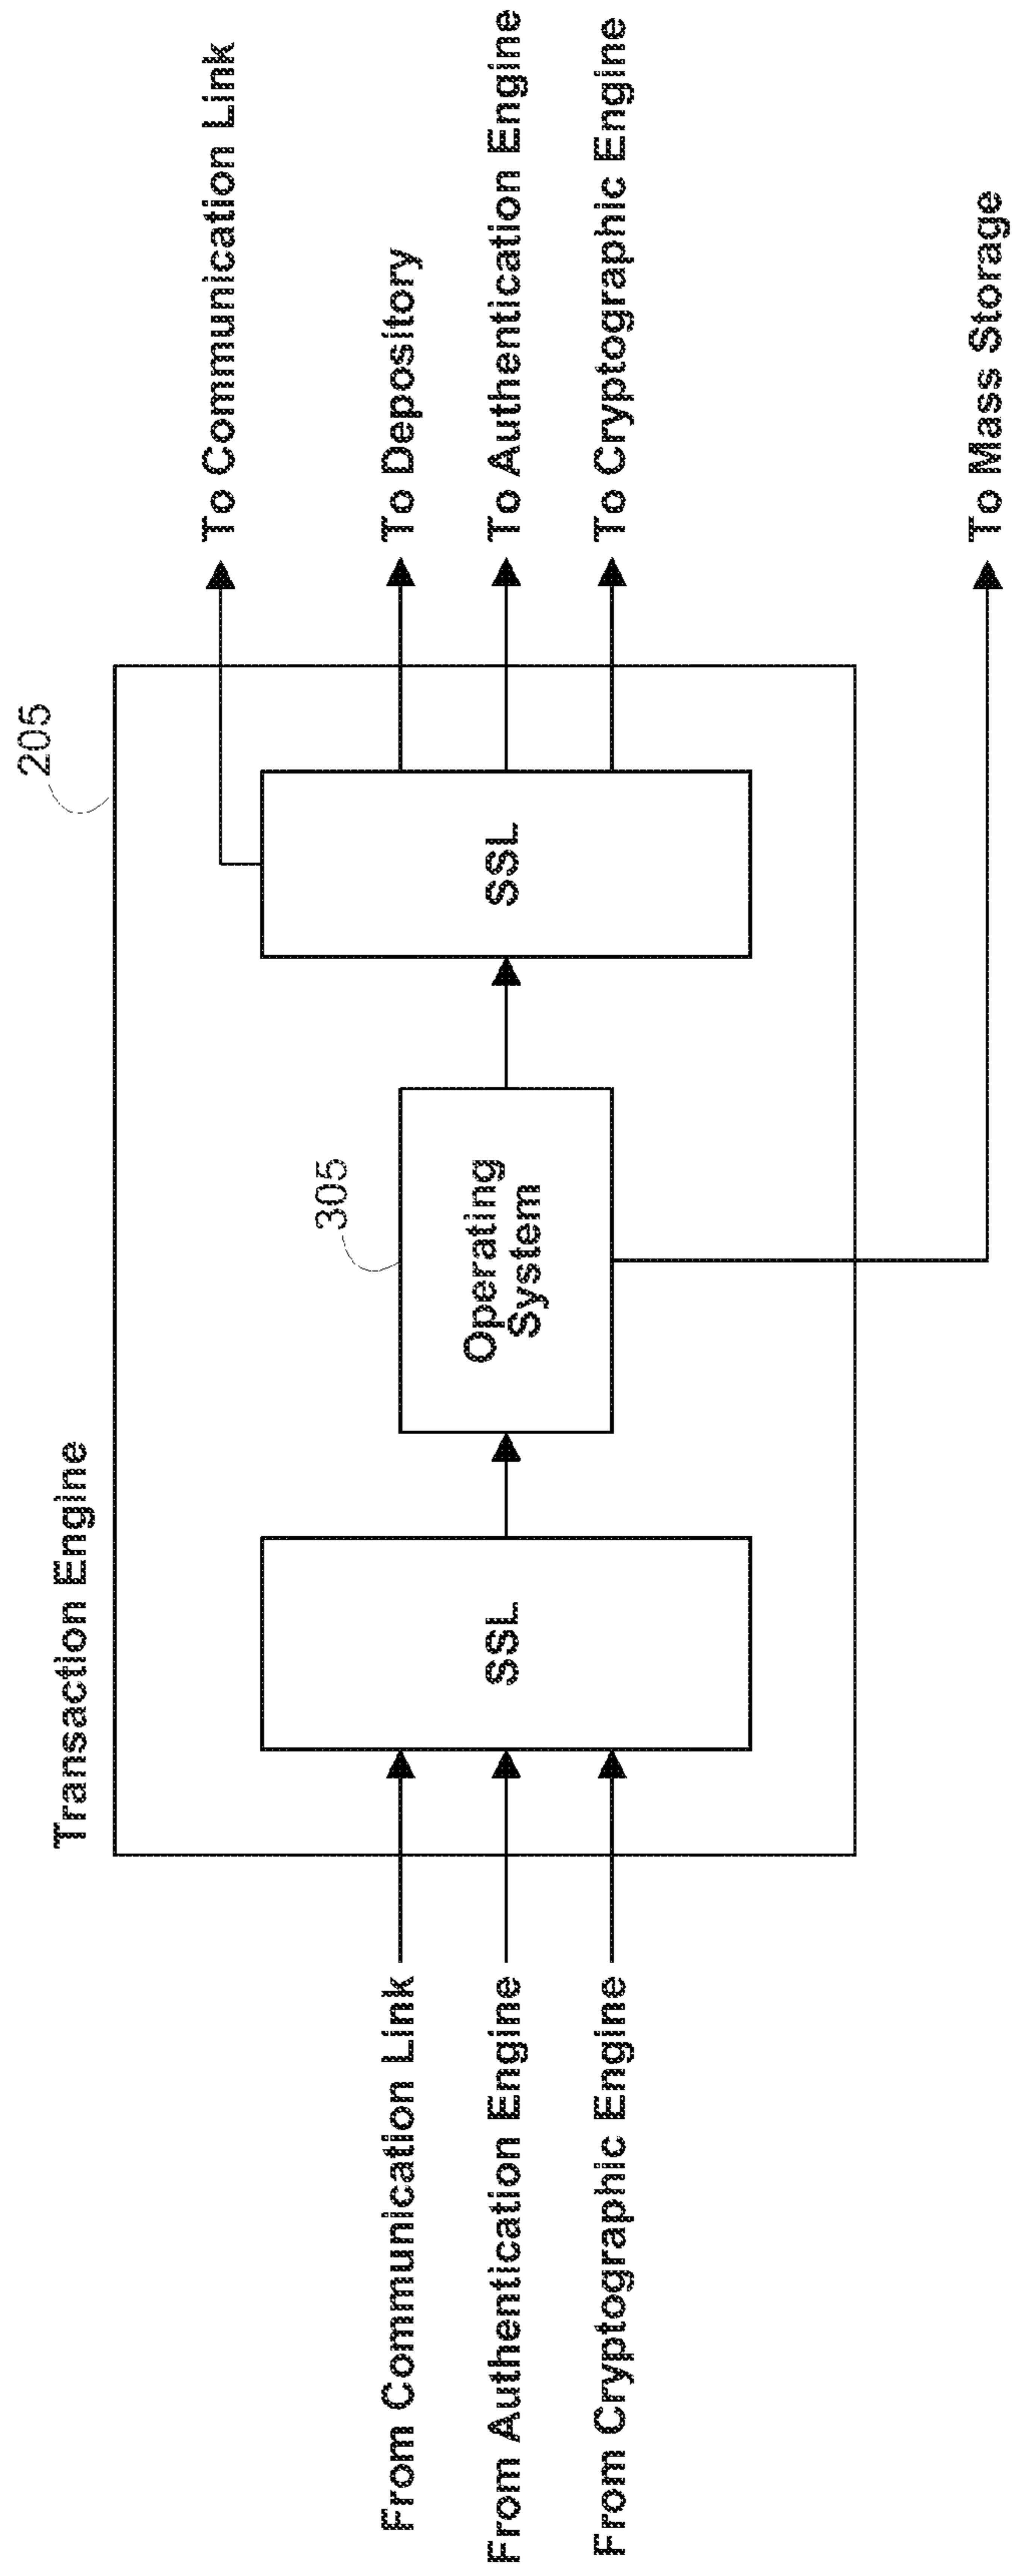 Transaction Engine
205
From Communication Link
From Authentication Engine
From Cryptographic Engine
SSL
305
Operating
System
SSL
To Communication Link
To Depository
To Authentication Engine
To Cryptographic Engine
To Mass Storage